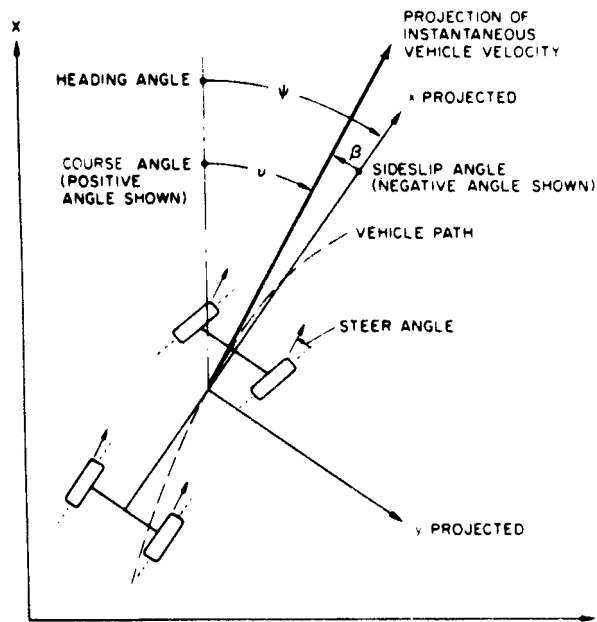 X
PROJECTION OF
INSTANTANEOUS
VEHICLE VELOCITY
HEADING ANGLE
ψ
x PROJECTED
β
COURSE ANGLE
(POSITIVE
ANGLE SHOWN)
υ
SIDESLIP ANGLE
(NEGATIVE ANGLE SHOWN)
VEHICLE PATH
STEER ANGLE
y PROJECTED